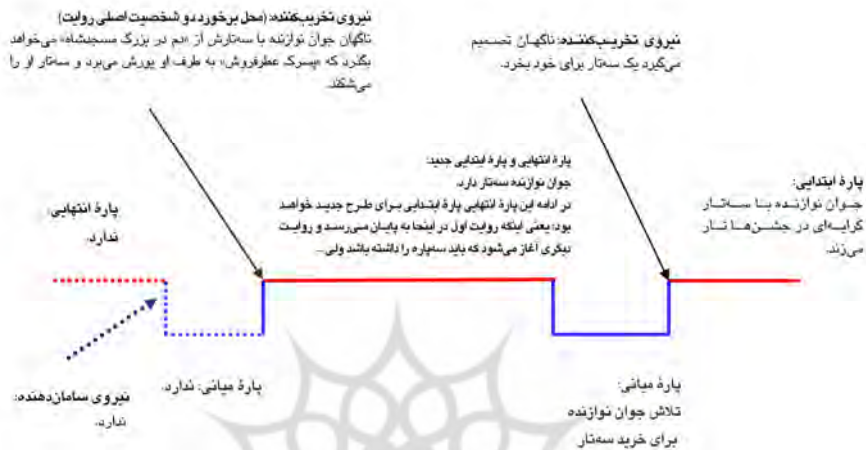 نیروی تخریب‌کننده: (محل برخورد دو شخصیت اصلی روایت)
ناگهان جوان نوازنده با سه‌تارش از «دم در بزرگ مسجدشاه» می‌خواهد
بگذرد که «پسرک عطرفروش» به طرف او یورش می‌برد و سه‌تار او را
می‌شکند.
نیروی تخریب‌کننده: ناگهان تصمیم
می‌گیرد یک سه‌تار برای خود بخرد.
پارهٔ ابتدایی:
جوان نوازنده با سه‌تار
کرایه‌ای در جشن‌ها تار
می‌زند.
پارهٔ انتهایی و پارهٔ ابتدایی جدید:
جوان نوازنده سه‌تار دارد.
در ادامه این پارهٔ انتهایی پارهٔ ابتدایی برای طرح جدید خواهد
بود؛ یعنی اینکه روایت اول در اینجا به پایان می‌رسد و روایت
دیگری آغاز می‌شود که باید سه‌پاره را داشته باشد ولی...
پارهٔ انتهایی:
ندارد.
پارهٔ میانی:
تلاش جوان نوازنده
برای خرید سه‌تار
پارهٔ میانی: ندارد.
نیروی سامان‌دهنده:
ندارد.